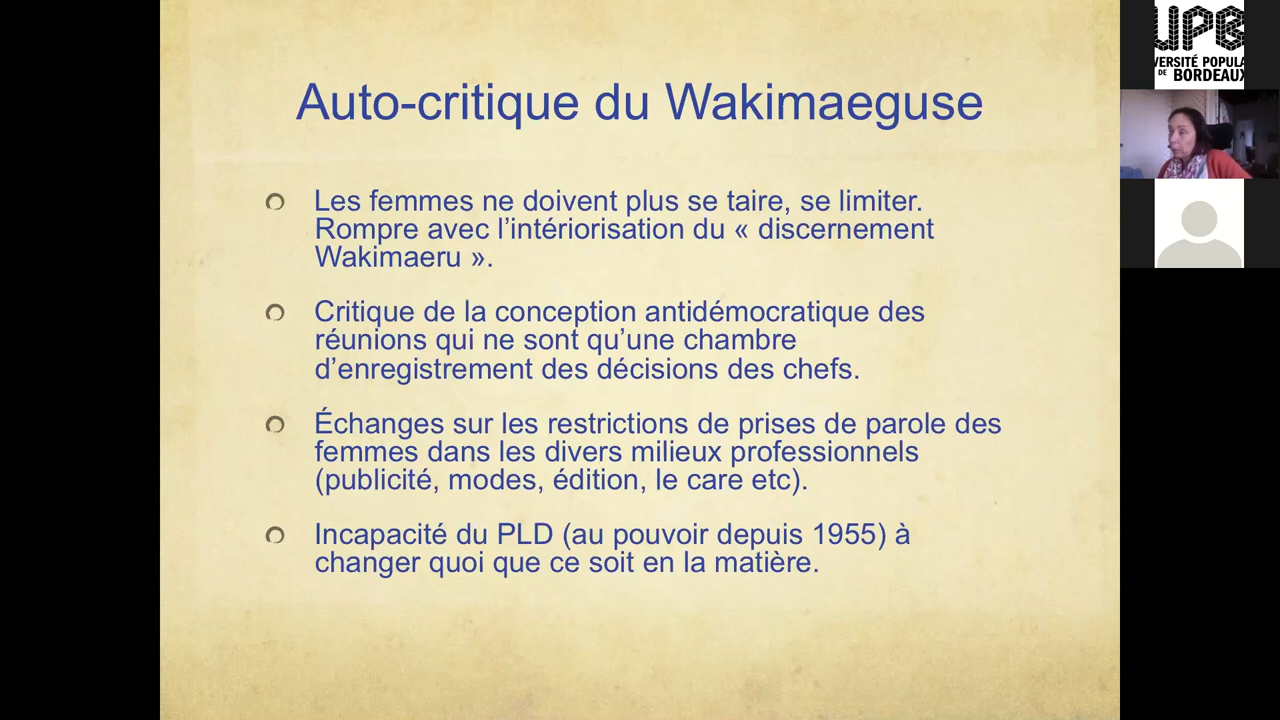 Auto-critique du Wakimaeguse
Les femmes ne doivent plus se taire, se limiter.
Rompre avec l’intériorisation du « discernement
Wakimaeru ».
Critique de la conception antidémocratique des
réunions qui ne sont qu’une chambre
d’enregistrement des décisions des chefs.
Échanges sur les restrictions de prises de parole des
femmes dans les divers milieux professionnels
(publicité, modes, édition, le care etc).
Incapacité du PLD (au pouvoir depuis 1955) à
changer quoi que ce soit en la matière.
UPB
VERSITÉ POPULA
DE BORDEAUX